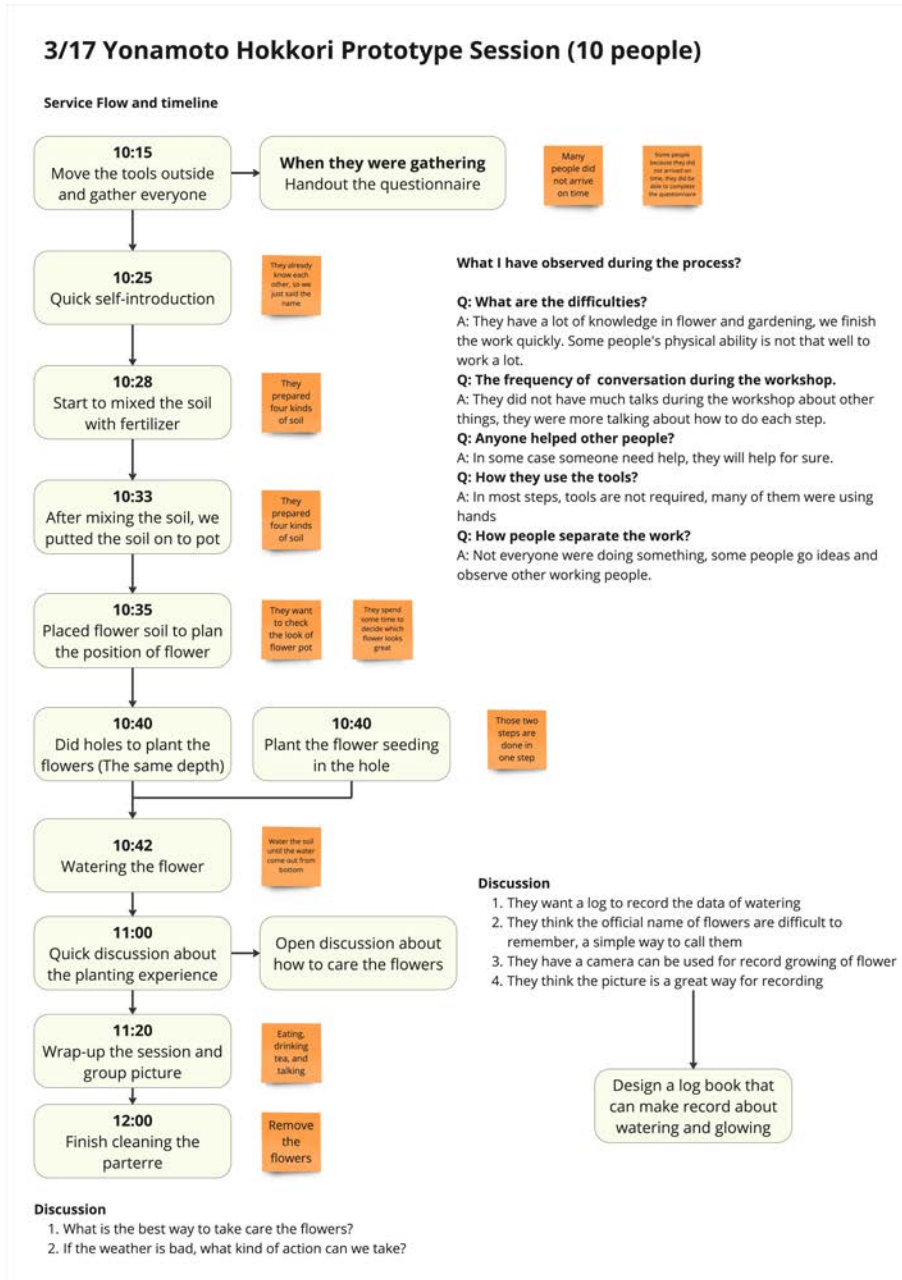 3/17 Yonamoto Hokkori Prototype Session (10 people)
Service Flow and timeline
10:15
Move the tools outside
and gather everyone
When they were gathering
Handout the questionnaire
Many
people did
not arrive
on time
Some people
because they did
not arrived on
time, they did be
able to complete
the questionnaire
10:25
Quick self-introduction
They already
know each
other, so we
just said the
name
10:28
Start to mixed the soil
with fertilizer
They
prepared
four kinds
of soil
10:33
After mixing the soil, we
putted the soil on to pot
They
prepared
four kinds
of soil
10:35
Placed flower soil to plan
the position of flower
They want
to check
the look of
flower pot
They spend
some time to
decide which
flower looks
great
10:40
Did holes to plant the
flowers (The same depth)
10:40
Plant the flower seeding
in the hole
Those two
steps are
done in
one step
10:42
Watering the flower
Water the soil
until the water
come out from
bottom
11:00
Quick discussion about
the planting experience
Open discussion about
how to care the flowers
11:20
Wrap-up the session and
group picture
Eating,
drinking
tea, and
talking
12:00
Finish cleaning the
parterre
Remove
the
flowers
Discussion
1. What is the best way to take care the flowers?
2. If the weather is bad, what kind of action can we take?
What I have observed during the process?
Q: What are the difficulties?
A: They have a lot of knowledge in flower and gardening, we finish
the work quickly. Some people's physical ability is not that well to
work a lot.
Q: The frequency of conversation during the workshop.
A: They did not have much talks during the workshop about other
things, they were more talking about how to do each step.
Q: Anyone helped other people?
A: In some case someone need help, they will help for sure.
Q: How they use the tools?
A: In most steps, tools are not required, many of them were using
hands
Q: How people separate the work?
A: Not everyone were doing something, some people go ideas and
observe other working people.
Discussion
1. They want a log to record the data of watering
2. They think the official name of flowers are difficult to
remember, a simple way to call them
3. They have a camera can be used for record growing of flower
4. They think the picture is a great way for recording
Design a log book that
can make record about
watering and glowing